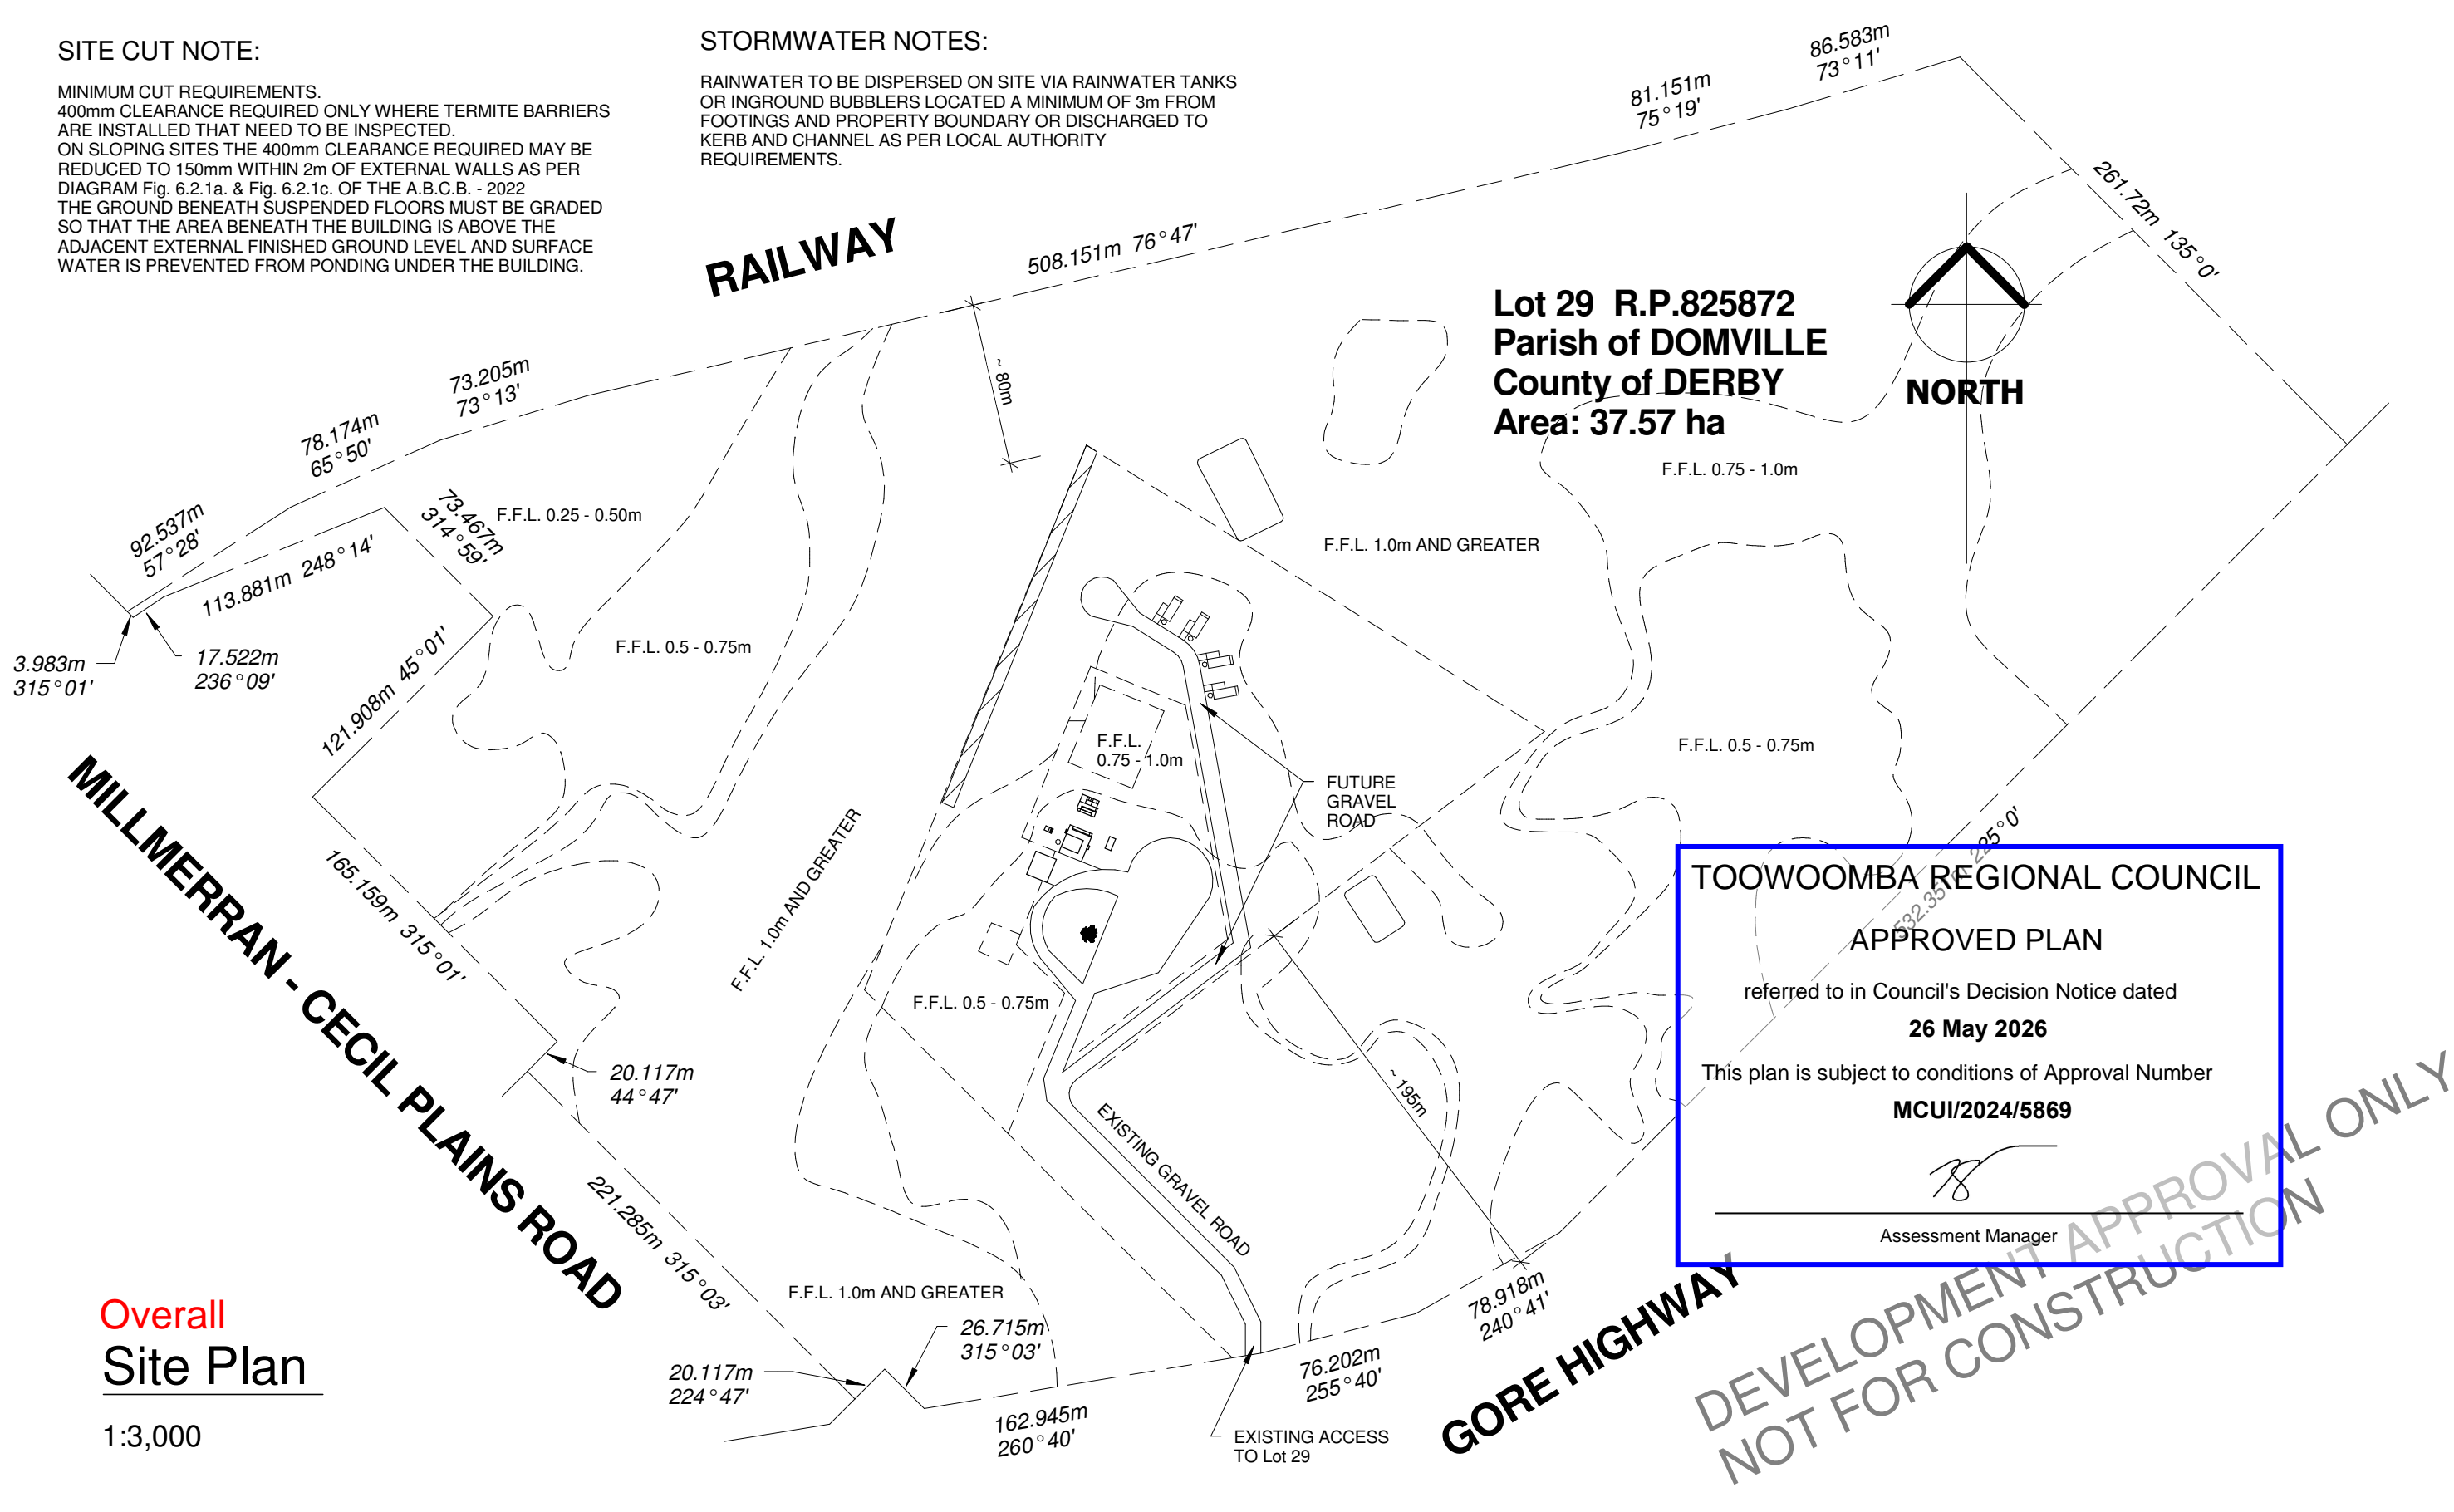 SITE CUT NOTE:
MINIMUM CUT REQUIREMENTS.
400mm CLEARANCE REQUIRED ONLY WHERE TERMITE BARRIERS
ARE INSTALLED THAT NEED TO BE INSPECTED.
ON SLOPING SITES THE 400mm CLEARANCE REQUIRED MAY BE
REDUCED TO 150mm WITHIN 2m OF EXTERNAL WALLS AS PER
DIAGRAM Fig. 6.2.1a. & Fig. 6.2.1c. OF THE A.B.C.B. - 2022
THE GROUND BENEATH SUSPENDED FLOORS MUST BE GRADED
SO THAT THE AREA BENEATH THE BUILDING IS ABOVE THE
ADJACENT EXTERNAL FINISHED GROUND LEVEL AND SURFACE
WATER IS PREVENTED FROM PONDING UNDER THE BUILDING.
STORMWATER NOTES:
RAINWATER TO BE DISPERSED ON SITE VIA RAINWATER TANKS
OR INGROUND BUBBLERS LOCATED A MINIMUM OF 3m FROM
FOOTINGS AND PROPERTY BOUNDARY OR DISCHARGED TO
KERB AND CHANNEL AS PER LOCAL AUTHORITY
REQUIREMENTS.
86.583m
73°11'
81.151m
75°19'
261.72m 135°0'
RAILWAY
508.151m 76°47'
Lot 29 R.P.825872
Parish of DOMVILLE
County of DERBY
Area: 37.57 ha
NORTH
~ 80m
73.205m
73°13'
78.174m
65°50'
92.537m
57°28'
73.467m
314°59'
113.881m 248°14'
F.F.L. 0.25 - 0.50m
F.F.L. 0.75 - 1.0m
F.F.L. 1.0m AND GREATER
3.983m
315°01'
17.522m
236°09'
121.908m 45°01'
F.F.L. 0.5 - 0.75m
F.F.L.
0.75 - 1.0m
F.F.L. 0.5 - 0.75m
FUTURE
GRAVEL
ROAD
MILLMERRAN - CECIL PLAINS ROAD
165.159m 315°01'
F.F.L. 1.0m AND GREATER
F.F.L. 0.5 - 0.75m
225°0'
TOOWOOMBA REGIONAL COUNCIL
APPROVED PLAN
referred to in Council's Decision Notice dated
26 May 2026
This plan is subject to conditions of Approval Number
MCUI/2024/5869
Assessment Manager
20.117m
44°47'
~ 195m
EXISTING GRAVEL ROAD
221.285m 315°03'
F.F.L. 1.0m AND GREATER
26.715m
315°03'
20.117m
224°47'
162.945m
260°40'
76.202m
255°40'
78.918m
240°41'
EXISTING ACCESS
TO Lot 29
GORE HIGHWAY
DEVELOPMENT APPROVAL ONLY
NOT FOR CONSTRUCTION
Overall
Site Plan
1:3,000